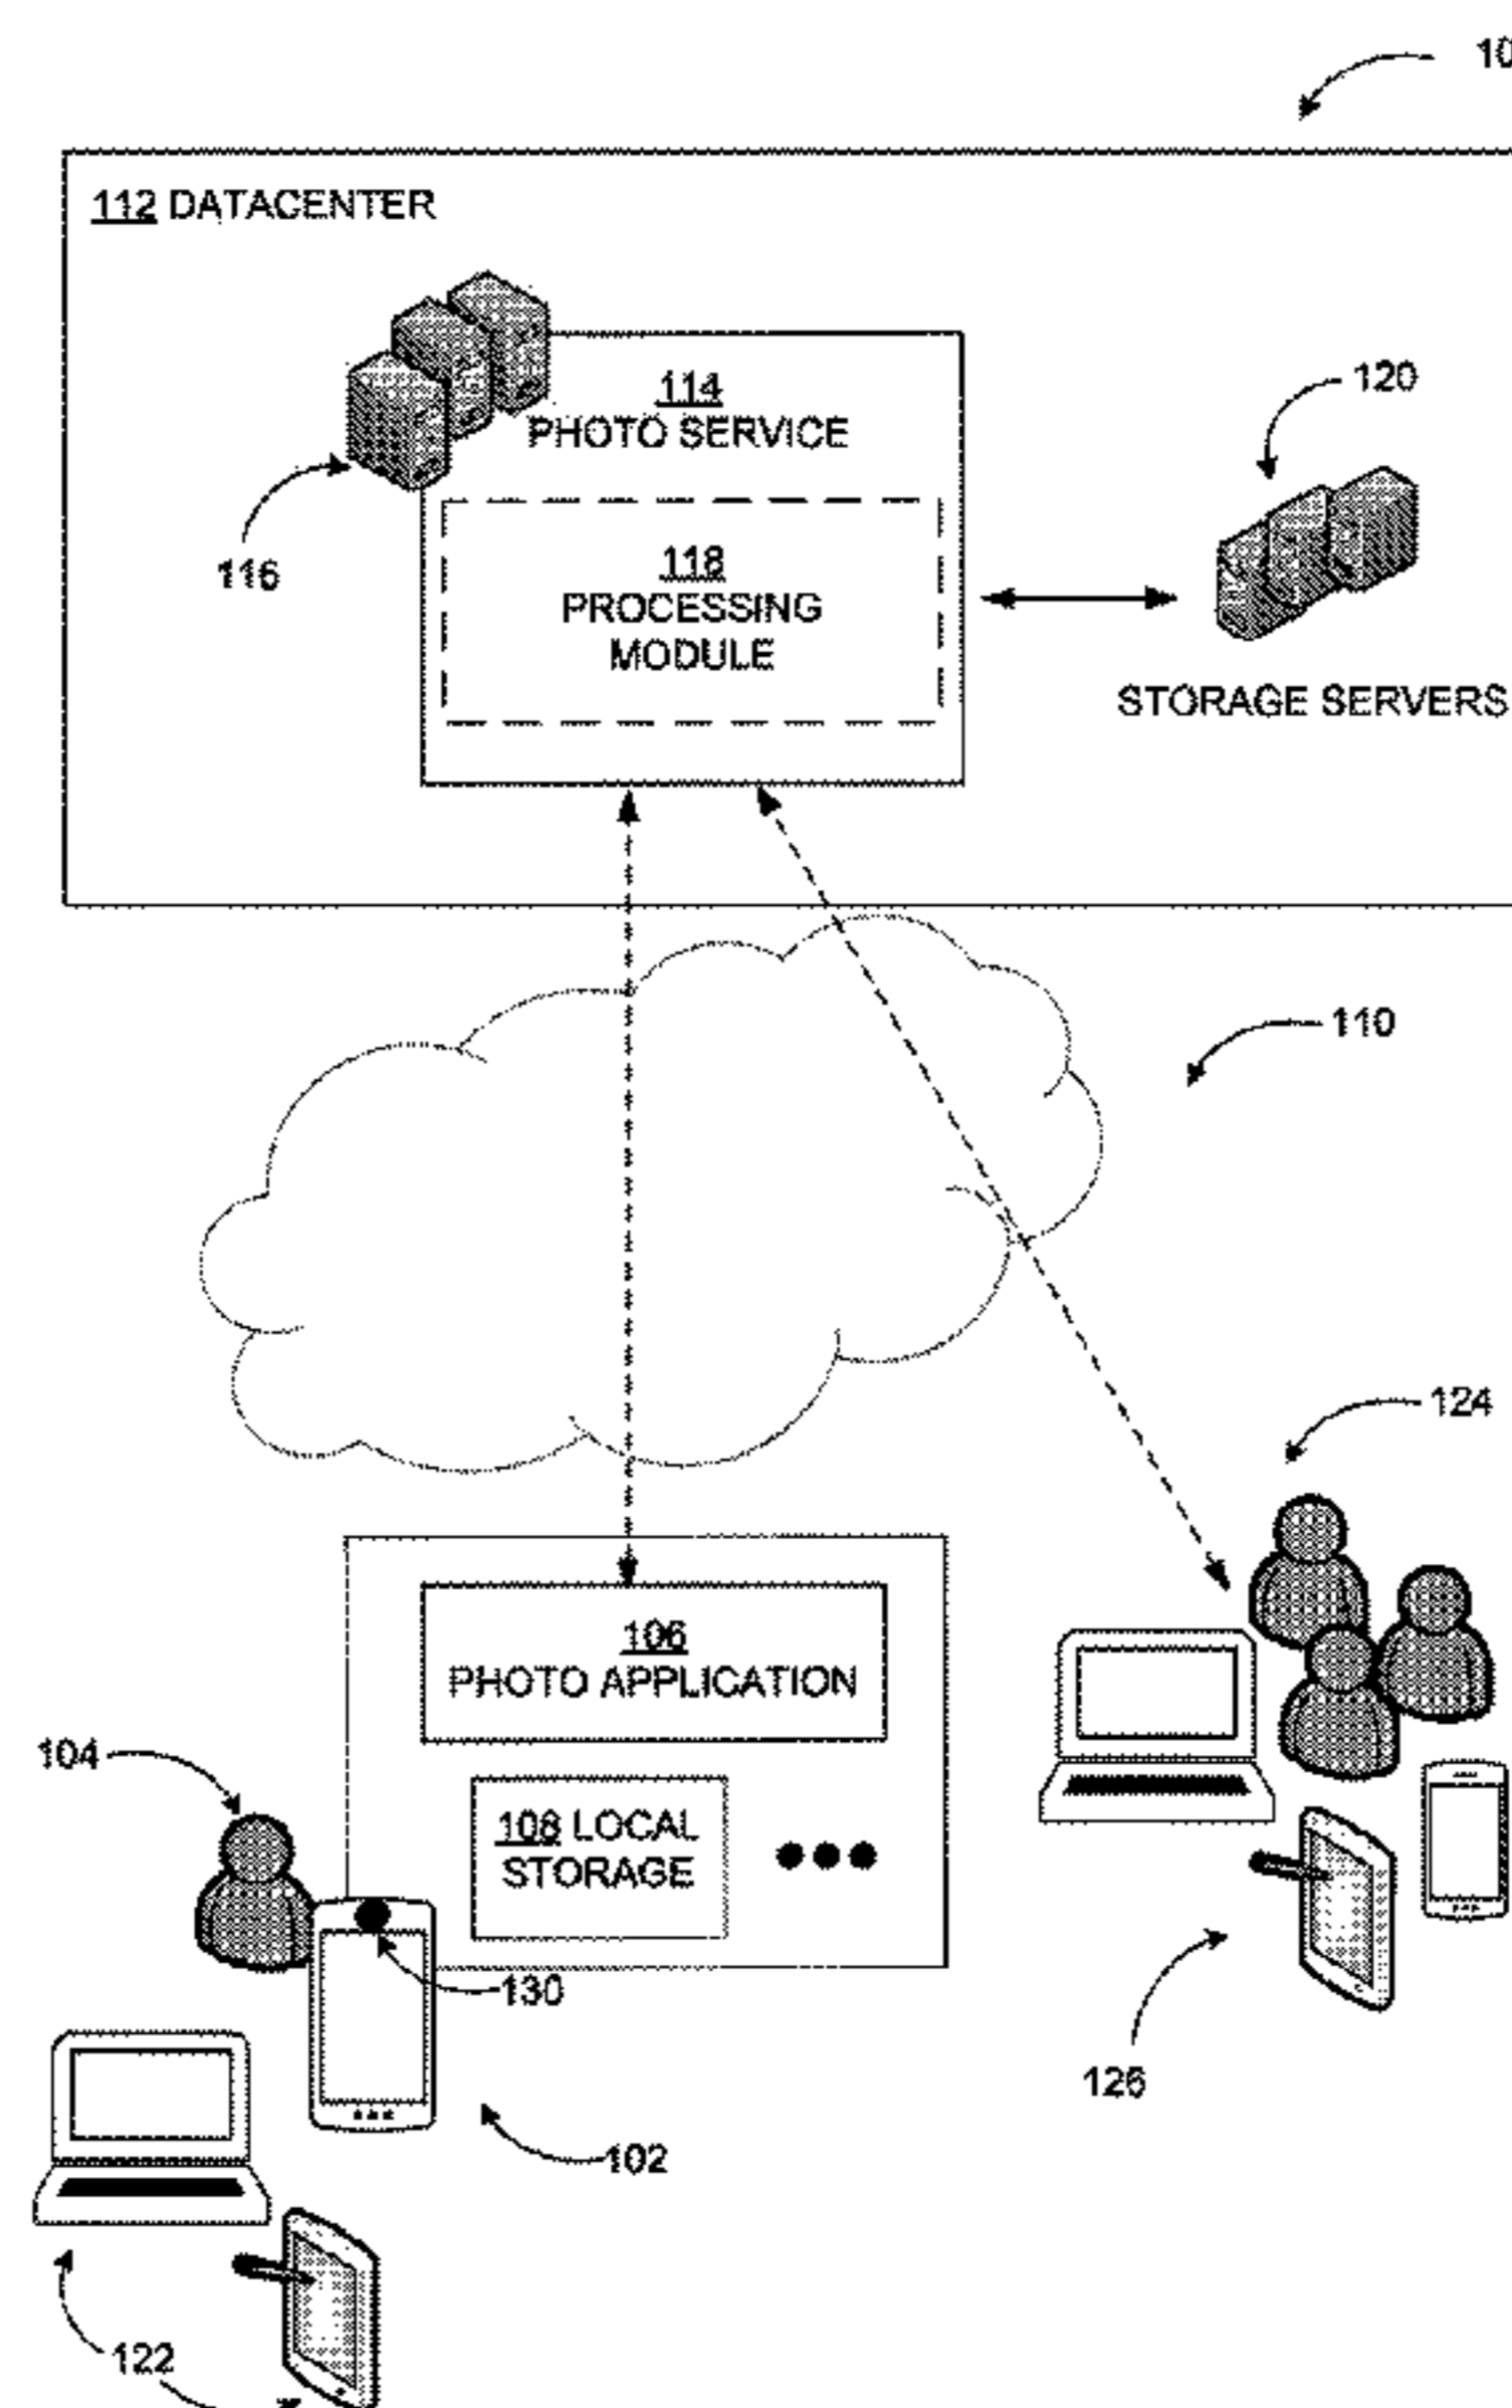 10
112 DATACENTER
114
PHOTO SERVICE
120
116
118
PROCESSING
MODULE
STORAGE SERVERS
110
124
106
PHOTO APPLICATION
104
108 LOCAL
STORAGE
130
126
102
122